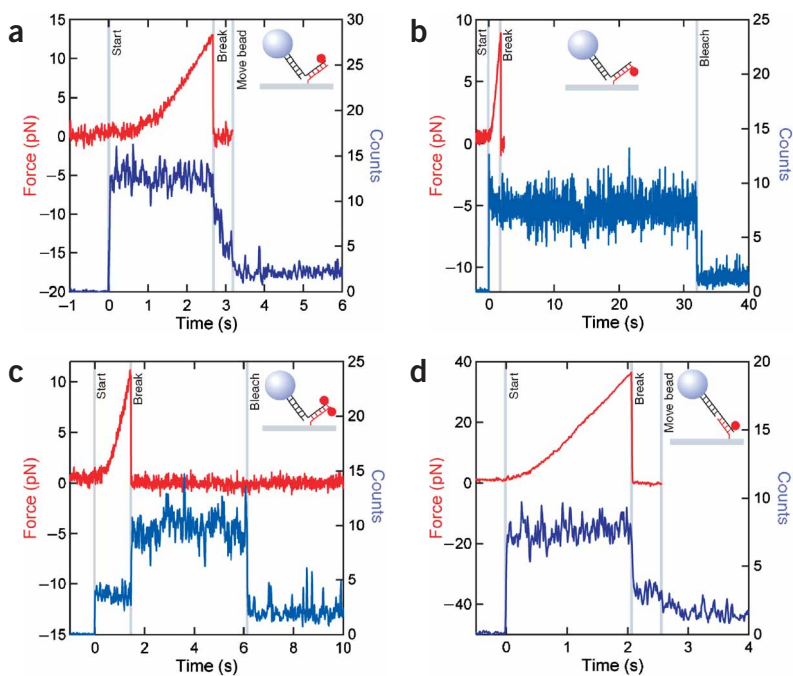 a
15
10
5
0
−5
−10
−15
−20
Force (pN)
Start
Break
Move bead
30
25
20
15
10
5
0
Counts
−1 0 1 2 3 4 5 6
Time (s)
b
10
5
0
−5
−10
Force (pN)
Start
Break
Bleach
25
20
15
10
5
0
Counts
0 10 20 30 40
Time (s)
c
10
5
0
−5
−10
−15
Force (pN)
Start
Break
Bleach
25
20
15
10
5
0
Counts
0 2 4 6 8 10
Time (s)
d
40
20
0
−20
−40
Force (pN)
Start
Break
Move bead
20
15
10
5
0
Counts
0 1 2 3 4
Time (s)